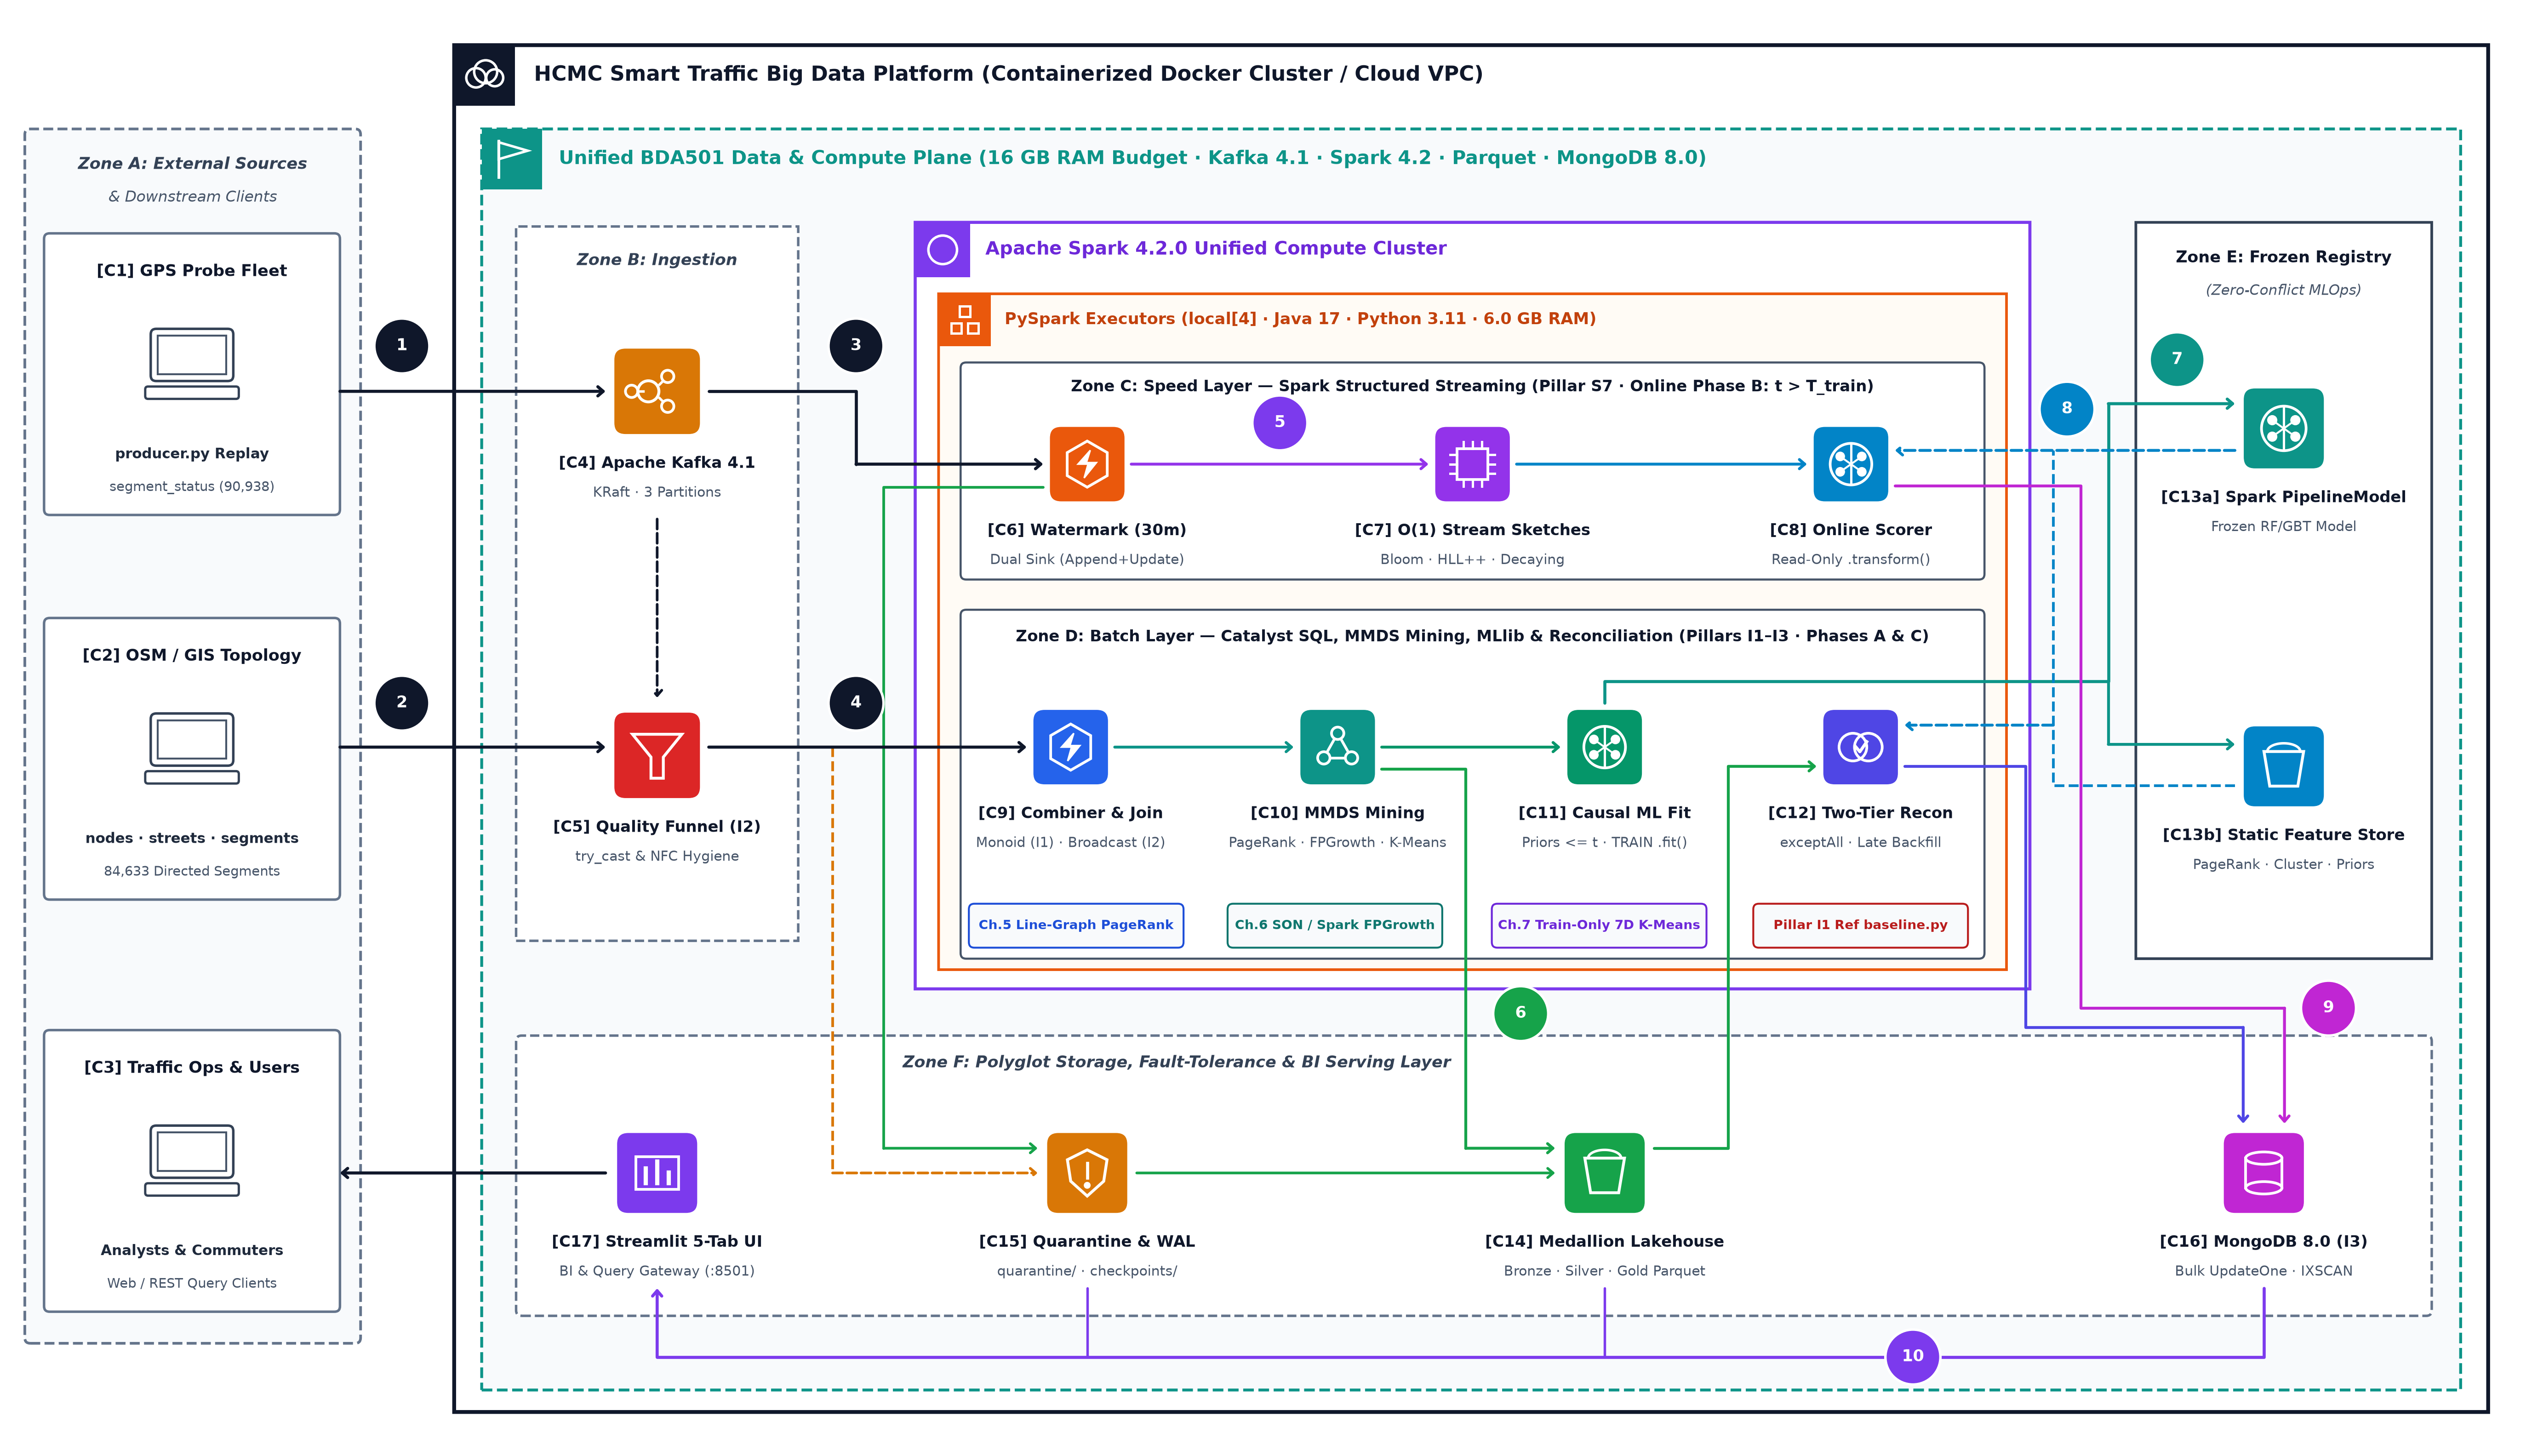 HCMC Smart Traffic Big Data Platform (Containerized Docker Cluster / Cloud VPC)
Unified BDA501 Data & Compute Plane (16 GB RAM Budget · Kafka 4.1 · Spark 4.2 · Parquet · MongoDB 8.0)
Zone A: External Sources
& Downstream Clients
[C1] GPS Probe Fleet
producer.py Replay
segment_status (90,938)
[C2] OSM / GIS Topology
nodes · streets · segments
84,633 Directed Segments
[C3] Traffic Ops & Users
Analysts & Commuters
Web / REST Query Clients
1
2
Zone B: Ingestion
[C4] Apache Kafka 4.1
KRaft · 3 Partitions
[C5] Quality Funnel (I2)
try_cast & NFC Hygiene
3
4
Apache Spark 4.2.0 Unified Compute Cluster
PySpark Executors (local[4] · Java 17 · Python 3.11 · 6.0 GB RAM)
Zone C: Speed Layer — Spark Structured Streaming (Pillar S7 · Online Phase B: t > T_train)
5
[C6] Watermark (30m)
Dual Sink (Append+Update)
[C7] O(1) Stream Sketches
Bloom · HLL++ · Decaying
[C8] Online Scorer
Read-Only .transform()
Zone D: Batch Layer — Catalyst SQL, MMDS Mining, MLlib & Reconciliation (Pillars I1–I3 · Phases A & C)
[C9] Combiner & Join
Monoid (I1) · Broadcast (I2)
[C10] MMDS Mining
PageRank · FPGrowth · K-Means
[C11] Causal ML Fit
Priors <= t · TRAIN .fit()
[C12] Two-Tier Recon
exceptAll · Late Backfill
Ch.5 Line-Graph PageRank
Ch.6 SON / Spark FPGrowth
Ch.7 Train-Only 7D K-Means
Pillar I1 Ref baseline.py
8
Zone E: Frozen Registry
(Zero-Conflict MLOps)
7
[C13a] Spark PipelineModel
Frozen RF/GBT Model
[C13b] Static Feature Store
PageRank · Cluster · Priors
6
9
Zone F: Polyglot Storage, Fault-Tolerance & BI Serving Layer
[C17] Streamlit 5-Tab UI
BI & Query Gateway (:8501)
[C15] Quarantine & WAL
quarantine/ · checkpoints/
[C14] Medallion Lakehouse
Bronze · Silver · Gold Parquet
[C16] MongoDB 8.0 (I3)
Bulk UpdateOne · IXSCAN
10